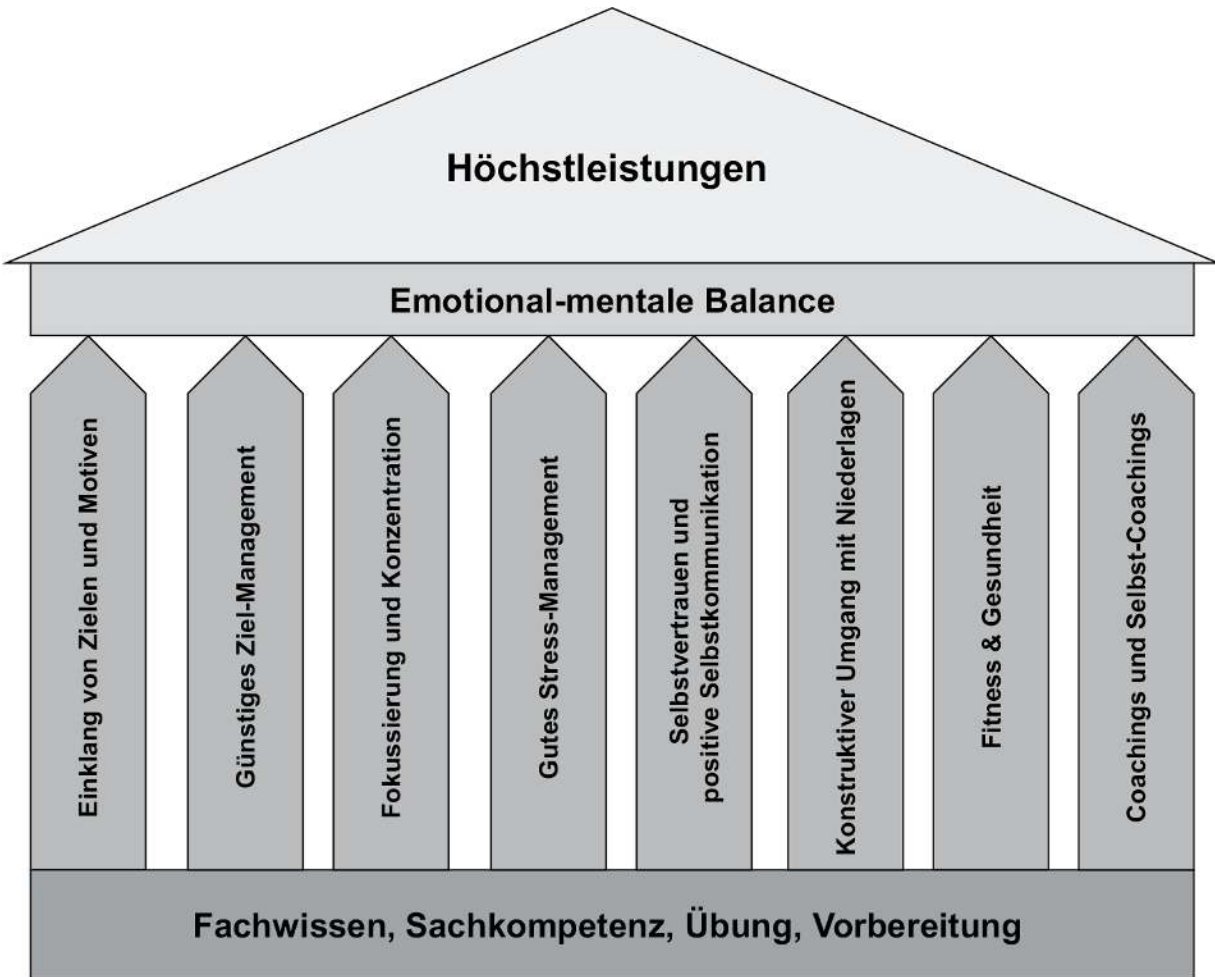 Höchstleistungen
Emotional-mentale Balance
Einklang von Zielen und Motiven
Günstiges Ziel-Management
Fokussierung und Konzentration
Gutes Stress-Management
Selbstvertrauen und
positive Selbstkommunikation
Konstruktiver Umgang mit Niederlagen
Fitness & Gesundheit
Coachings und Selbst-Coachings
Fachwissen, Sachkompetenz, Übung, Vorbereitung